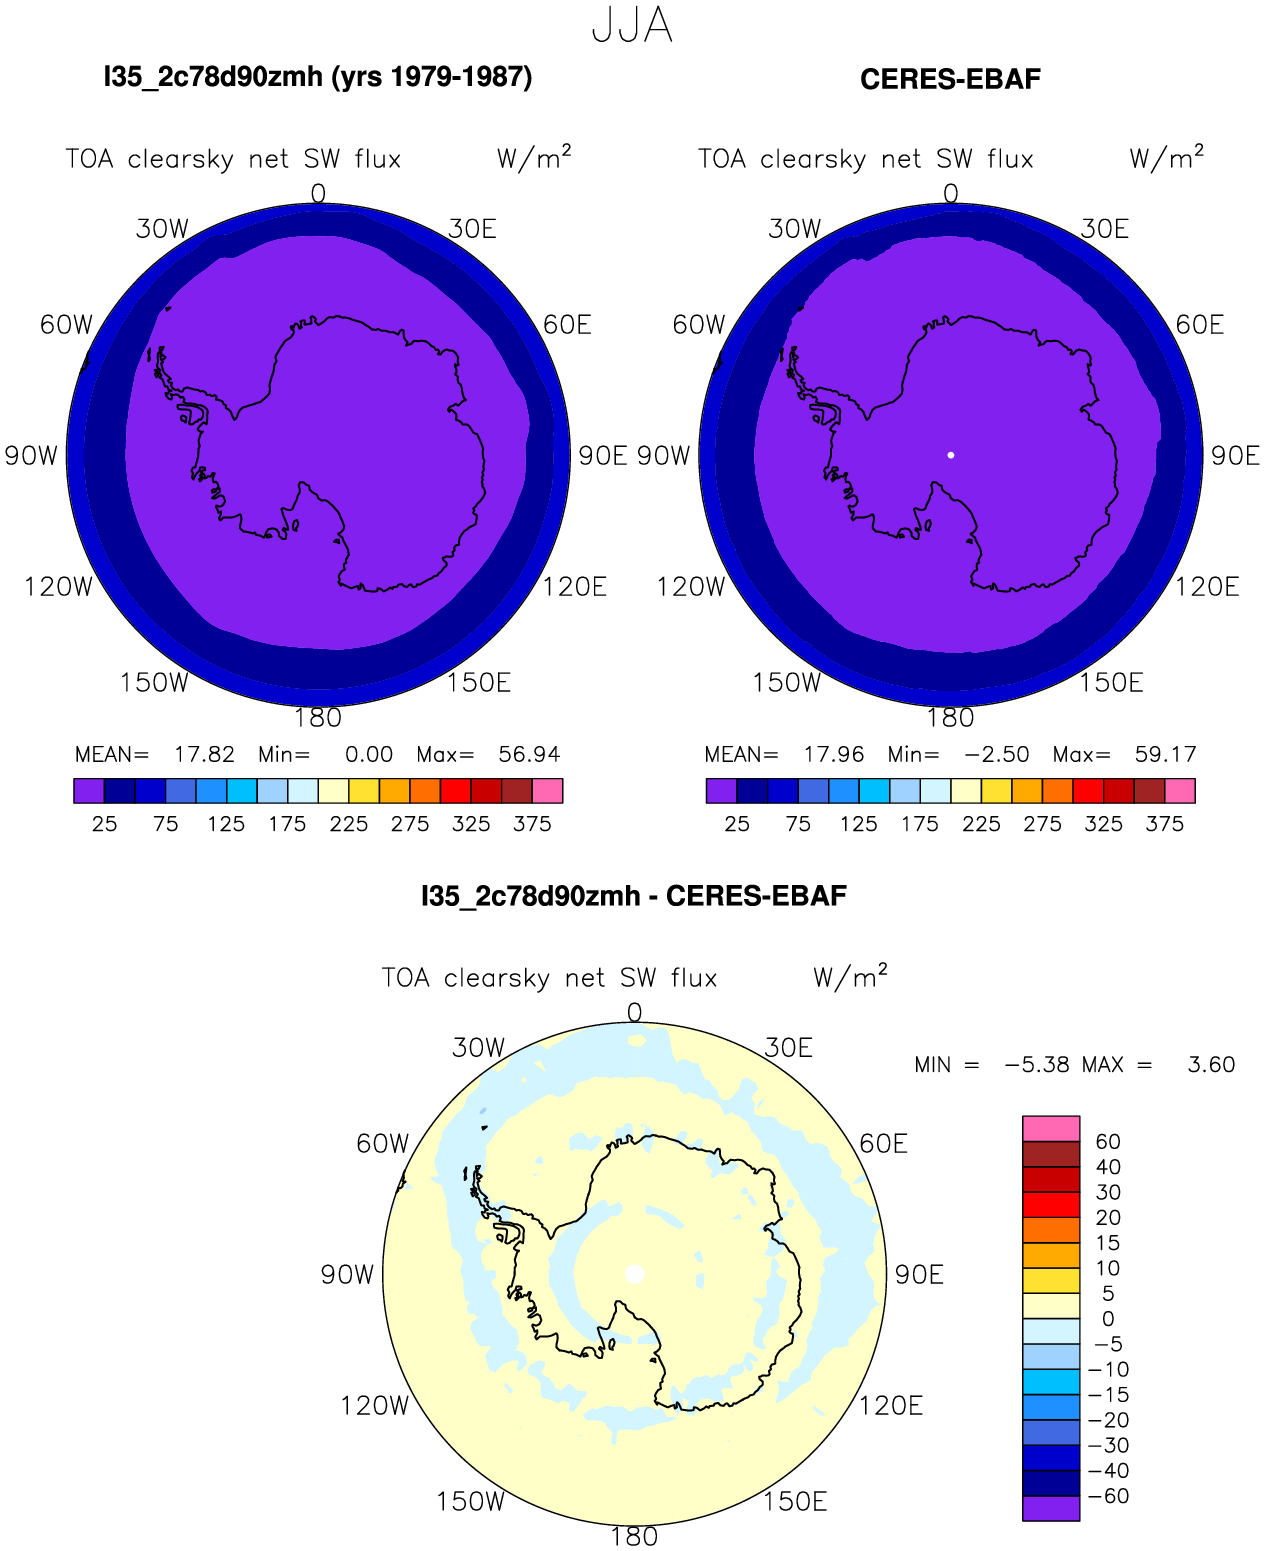 JJA
I35_2c78d90zmh (yrs 1979-1987) CERES-EBAF
TOA clearsky net SW flux W/m² TOA clearsky net SW flux W/m²
0 0
30W 30E 30W 30E
60W 60E 60W 60E
90W 90E 90W 90E
120W 120E 120W 120E
150W 150E 150W 150E
180 180
MEAN= 17.82 Min= 0.00 Max= 56.94 MEAN= 17.96 Min= −2.50 Max= 59.17
25 75 125 175 225 275 325 375 25 75 125 175 225 275 325 375
I35_2c78d90zmh - CERES-EBAF
TOA clearsky net SW flux W/m²
0
30W 30E
MIN = −5.38 MAX = 3.60
60W 60E
90W 90E
120W 120E
150W 150E
180
60
40
30
20
15
10
5
0
−5
−10
−15
−20
−30
−40
−60